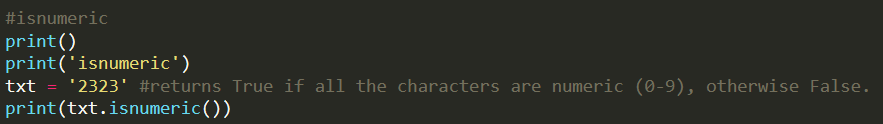 #isnumeric
print()
print('isnumeric')
txt = '2323' #returns True if all the characters are numeric (0-9), otherwise False.
print(txt.isnumeric())